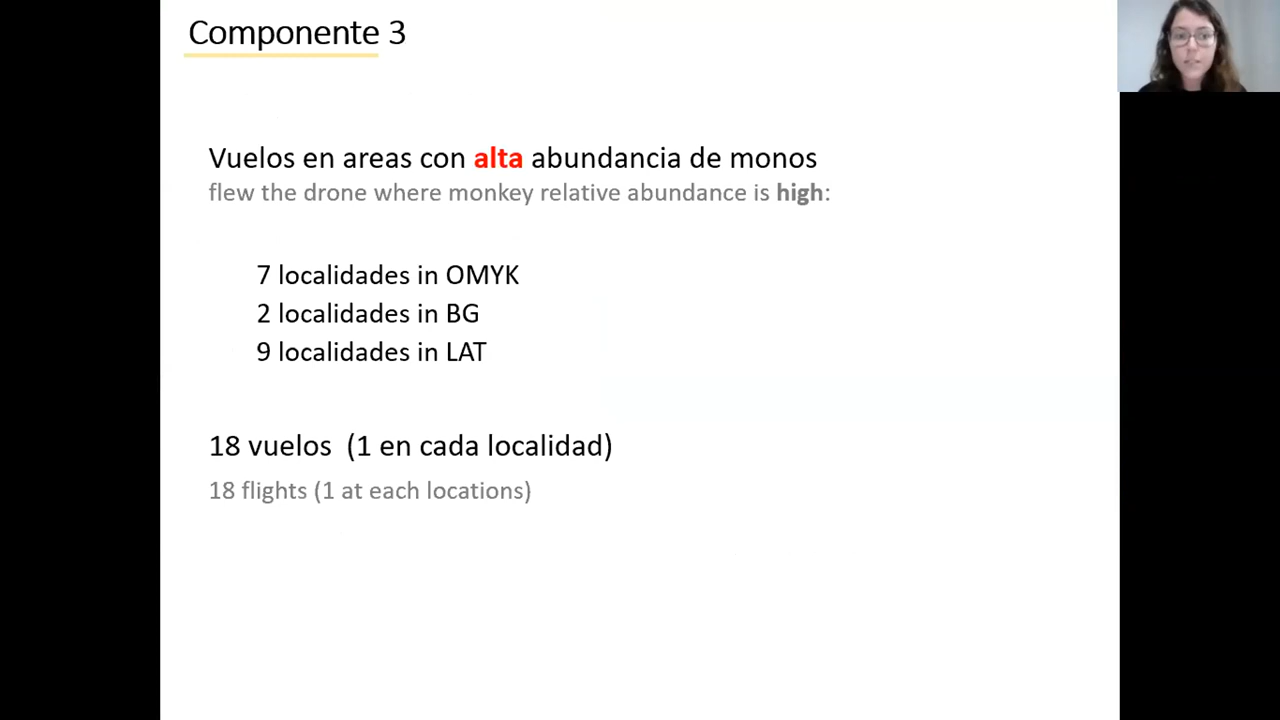 Componente 3
Vuelos en areas con alta abundancia de monos
flew the drone where monkey relative abundance is high:
7 localidades in OMYK
2 localidades in BG
9 localidades in LAT
18 vuelos (1 en cada localidad)
18 flights (1 at each locations)